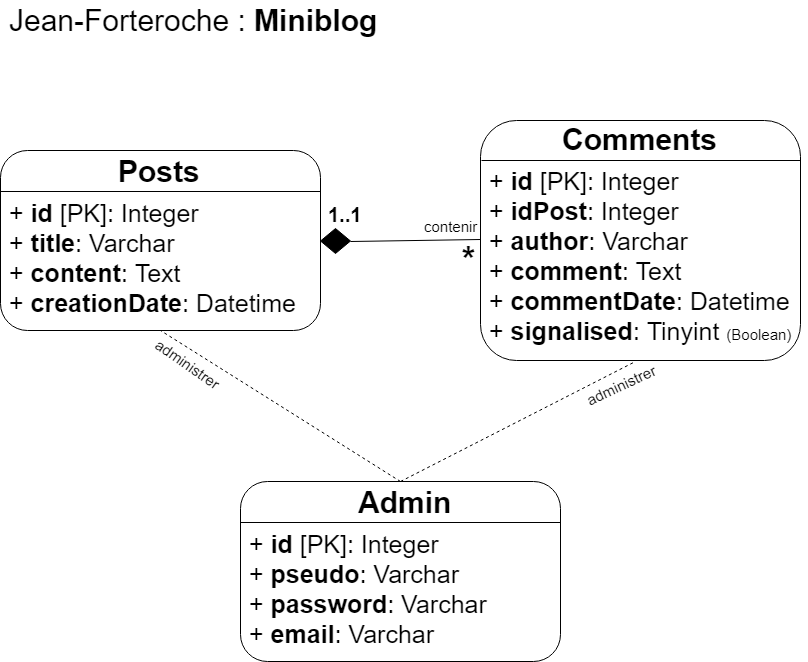 Jean-Forteroche : Miniblog
Posts
+ id [PK]: Integer
+ title: Varchar
+ content: Text
+ creationDate: Datetime
1..1
contenir
*
Comments
+ id [PK]: Integer
+ idPost: Integer
+ author: Varchar
+ comment: Text
+ commentDate: Datetime
+ signalised: Tinyint (Boolean)
administrer
administrer
Admin
+ id [PK]: Integer
+ pseudo: Varchar
+ password: Varchar
+ email: Varchar